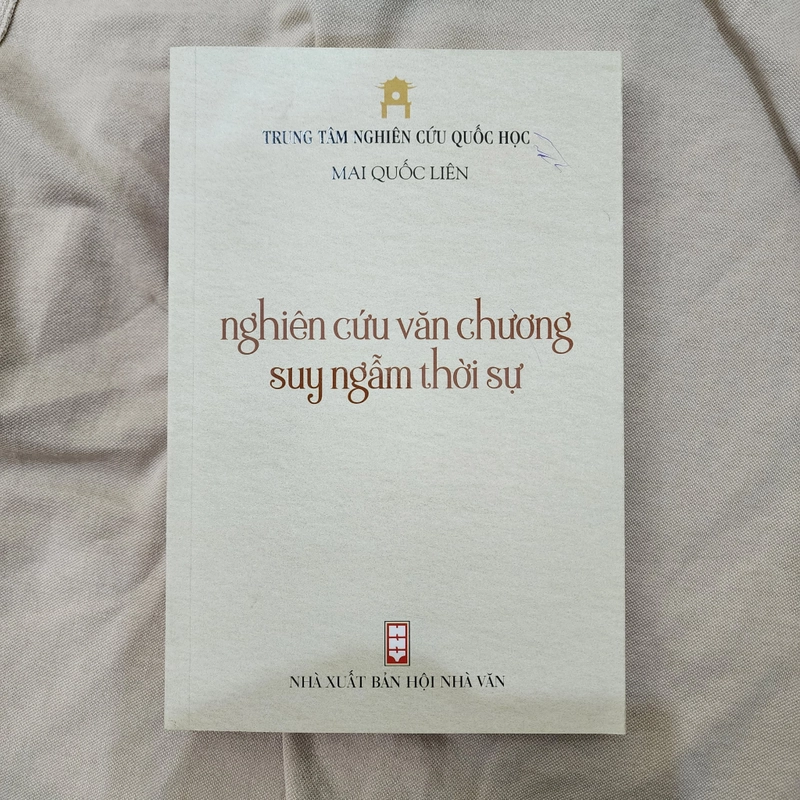 TRUNG TÂM NGHIÊN CỨU QUỐC HỌC
MAI QUỐC LIÊN
nghiên cứu văn chương
suy ngẫm thời sự
NHÀ XUẤT BẢN HỘI NHÀ VĂN